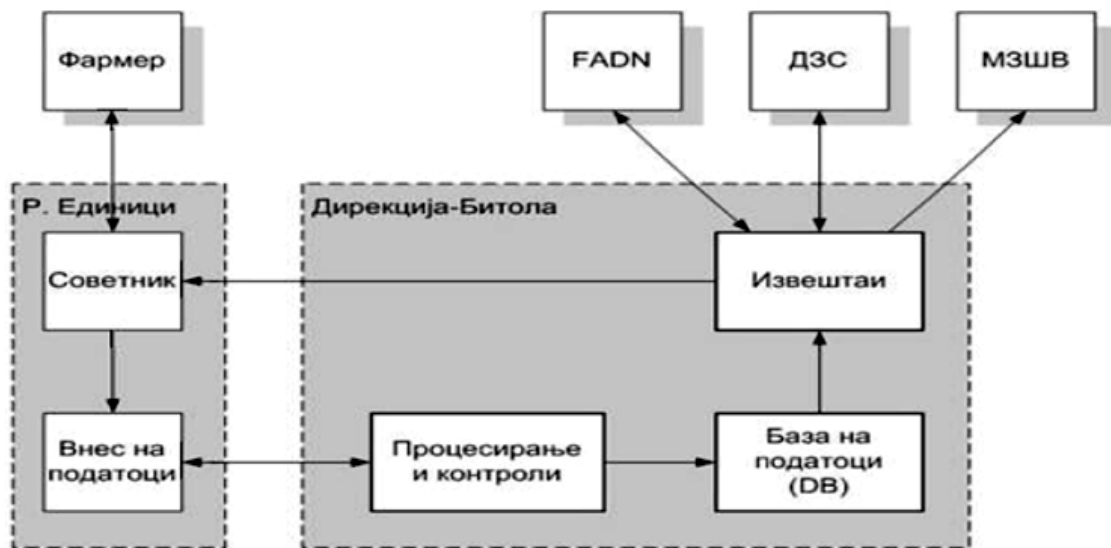 Фармер
FADN
ДЗС
МЗШВ
Р. Единици
Дирекција-Битола
Советник
Извештаи
Внес на
податоци
Процесирање
и контроли
База на
податоци
(DB)